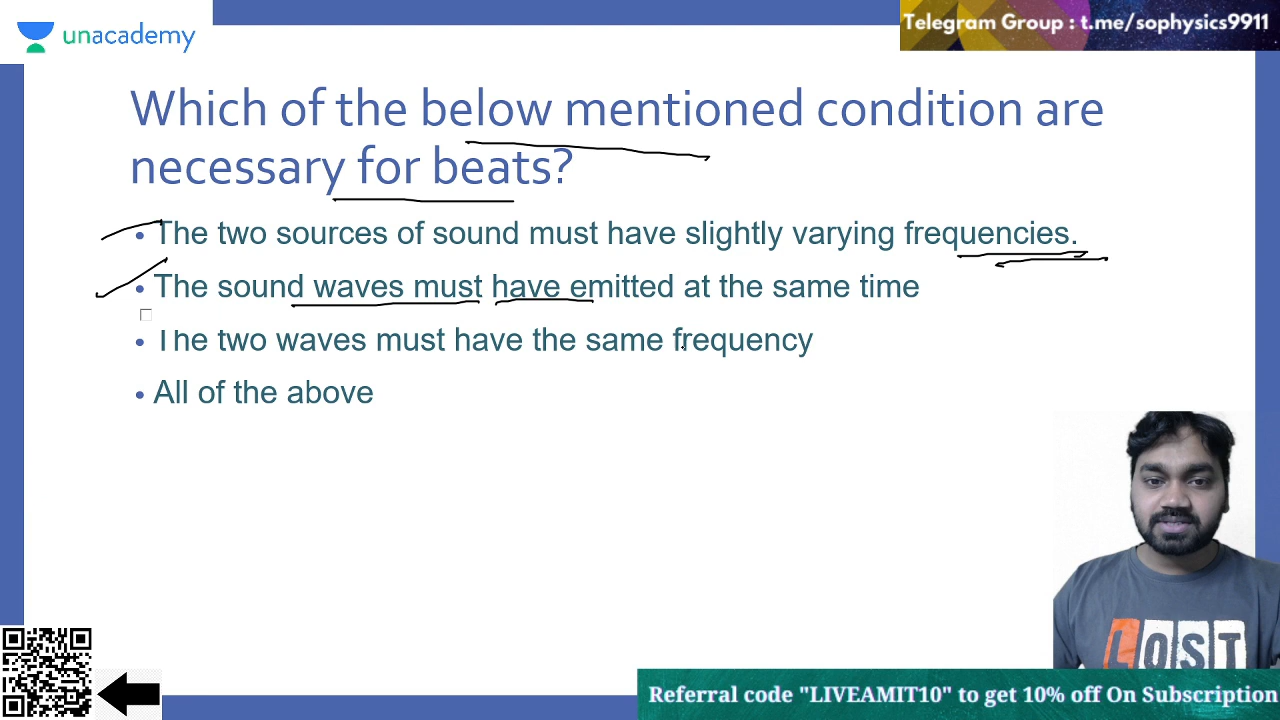 unacademy
Telegram Group : t.me/sophysics9911
Which of the below mentioned condition are
necessary for beats?
• The two sources of sound must have slightly varying frequencies.
• The sound waves must have emitted at the same time
• The two waves must have the same frequency
• All of the above
LOST
Referral code "LIVEAMIT10" to get 10% off On Subscription